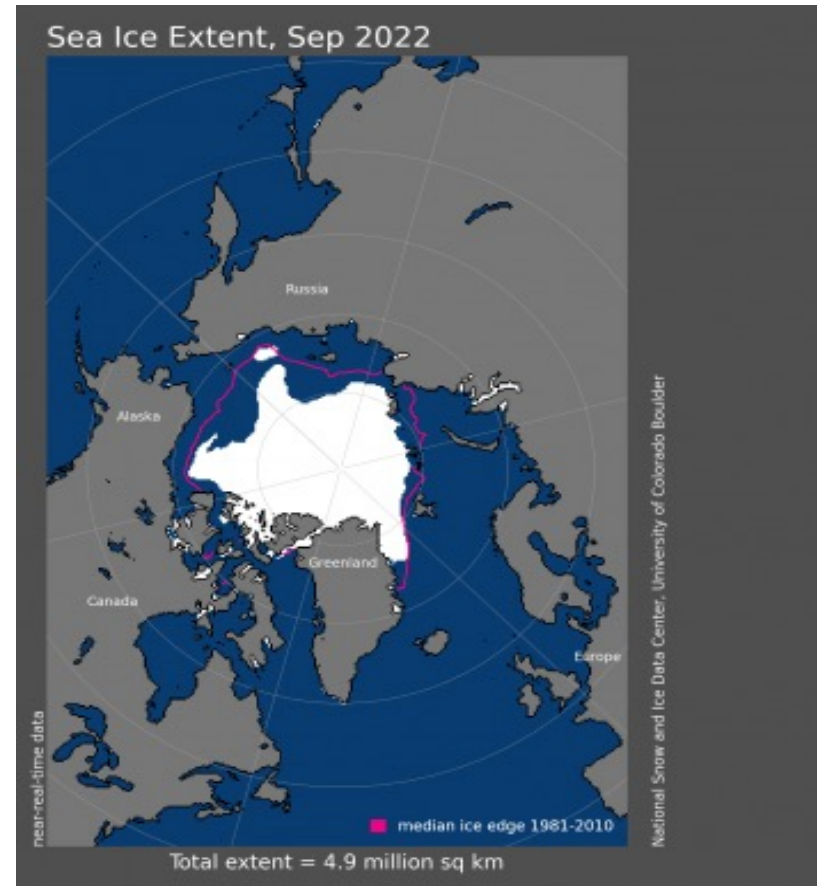 Sea Ice Extent, Sep 2022
Russia
Alaska
Greenland
Canada
Europe
near-real-time data
National Snow and Ice Data Center, University of Colorado Boulder
median ice edge 1981-2010
Total extent = 4.9 million sq km